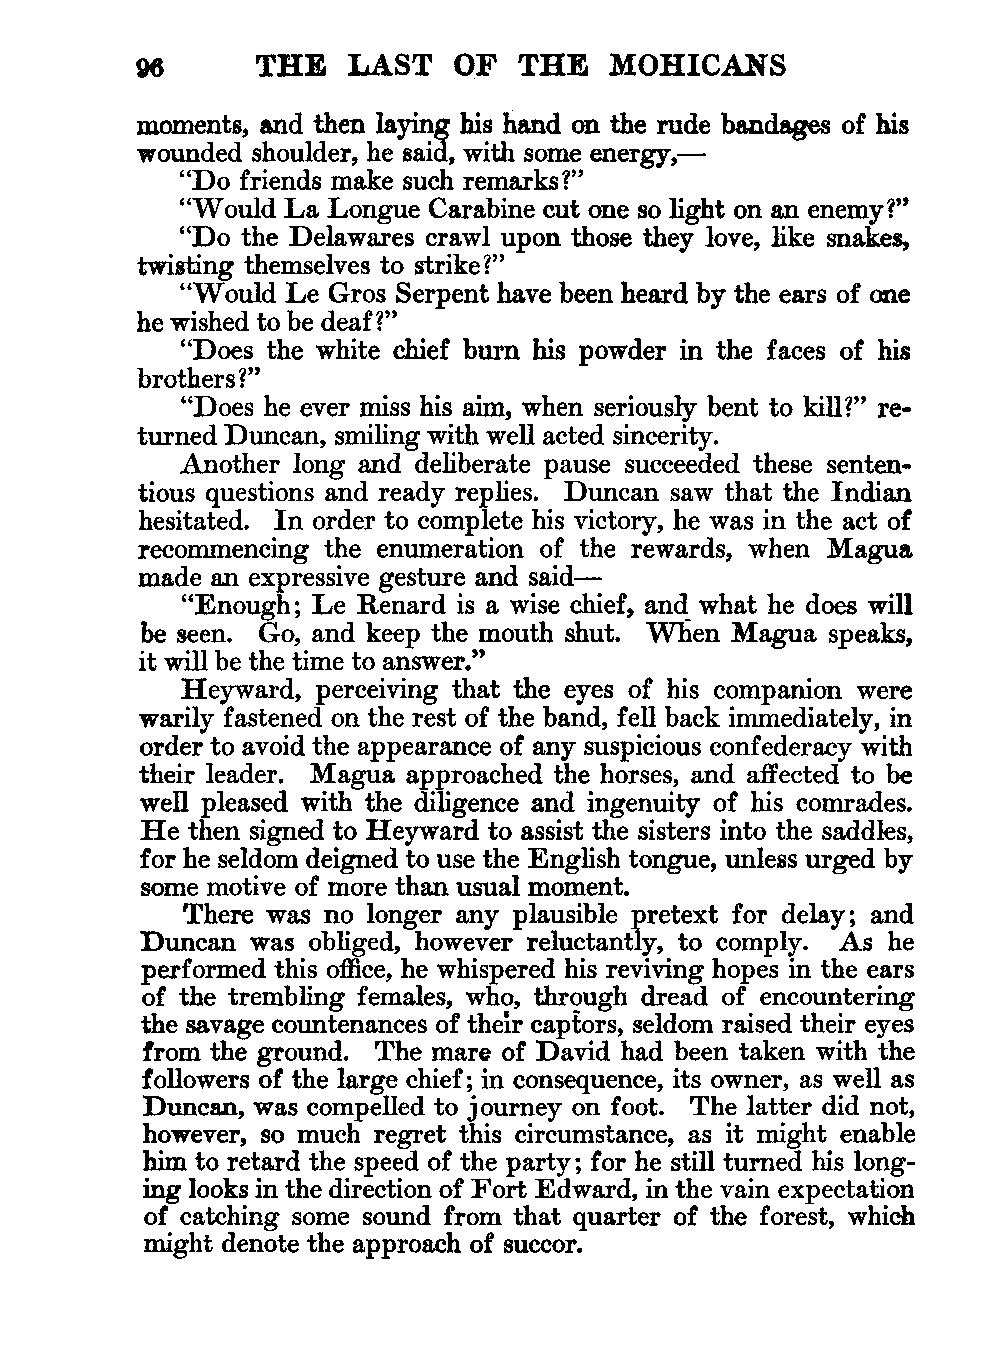 96 THE LAST OF THE MOHICANS
moments, and then laying his hand on the rude bandages of his
wounded shoulder, he said, with some energy,—
“Do friends make such remarks?”
“Would La Longue Carabine cut one so light on an enemy?”
“Do the Delawares crawl upon those they love, like snakes,
twisting themselves to strike?”
“Would Le Gros Serpent have been heard by the ears of one
he wished to be deaf?”
“Does the white chief burn his powder in the faces of his
brothers?”
“Does he ever miss his aim, when seriously bent to kill?” re-
turned Duncan, smiling with well acted sincerity.
Another long and deliberate pause succeeded these senten-
tious questions and ready replies. Duncan saw that the Indian
hesitated. In order to complete his victory, he was in the act of
recommencing the enumeration of the rewards, when Magua
made an expressive gesture and said—
“Enough; Le Renard is a wise chief, and what he does will
be seen. Go, and keep the mouth shut. When Magua speaks,
it will be the time to answer.”
Heyward, perceiving that the eyes of his companion were
warily fastened on the rest of the band, fell back immediately, in
order to avoid the appearance of any suspicious confederacy with
their leader. Magua approached the horses, and affected to be
well pleased with the diligence and ingenuity of his comrades.
He then signed to Heyward to assist the sisters into the saddles,
for he seldom deigned to use the English tongue, unless urged by
some motive of more than usual moment.
There was no longer any plausible pretext for delay; and
Duncan was obliged, however reluctantly, to comply. As he
performed this office, he whispered his reviving hopes in the ears
of the trembling females, who, through dread of encountering
the savage countenances of their captors, seldom raised their eyes
from the ground. The mare of David had been taken with the
followers of the large chief; in consequence, its owner, as well as
Duncan, was compelled to journey on foot. The latter did not,
however, so much regret this circumstance, as it might enable
him to retard the speed of the party; for he still turned his long-
ing looks in the direction of Fort Edward, in the vain expectation
of catching some sound from that quarter of the forest, which
might denote the approach of succor.